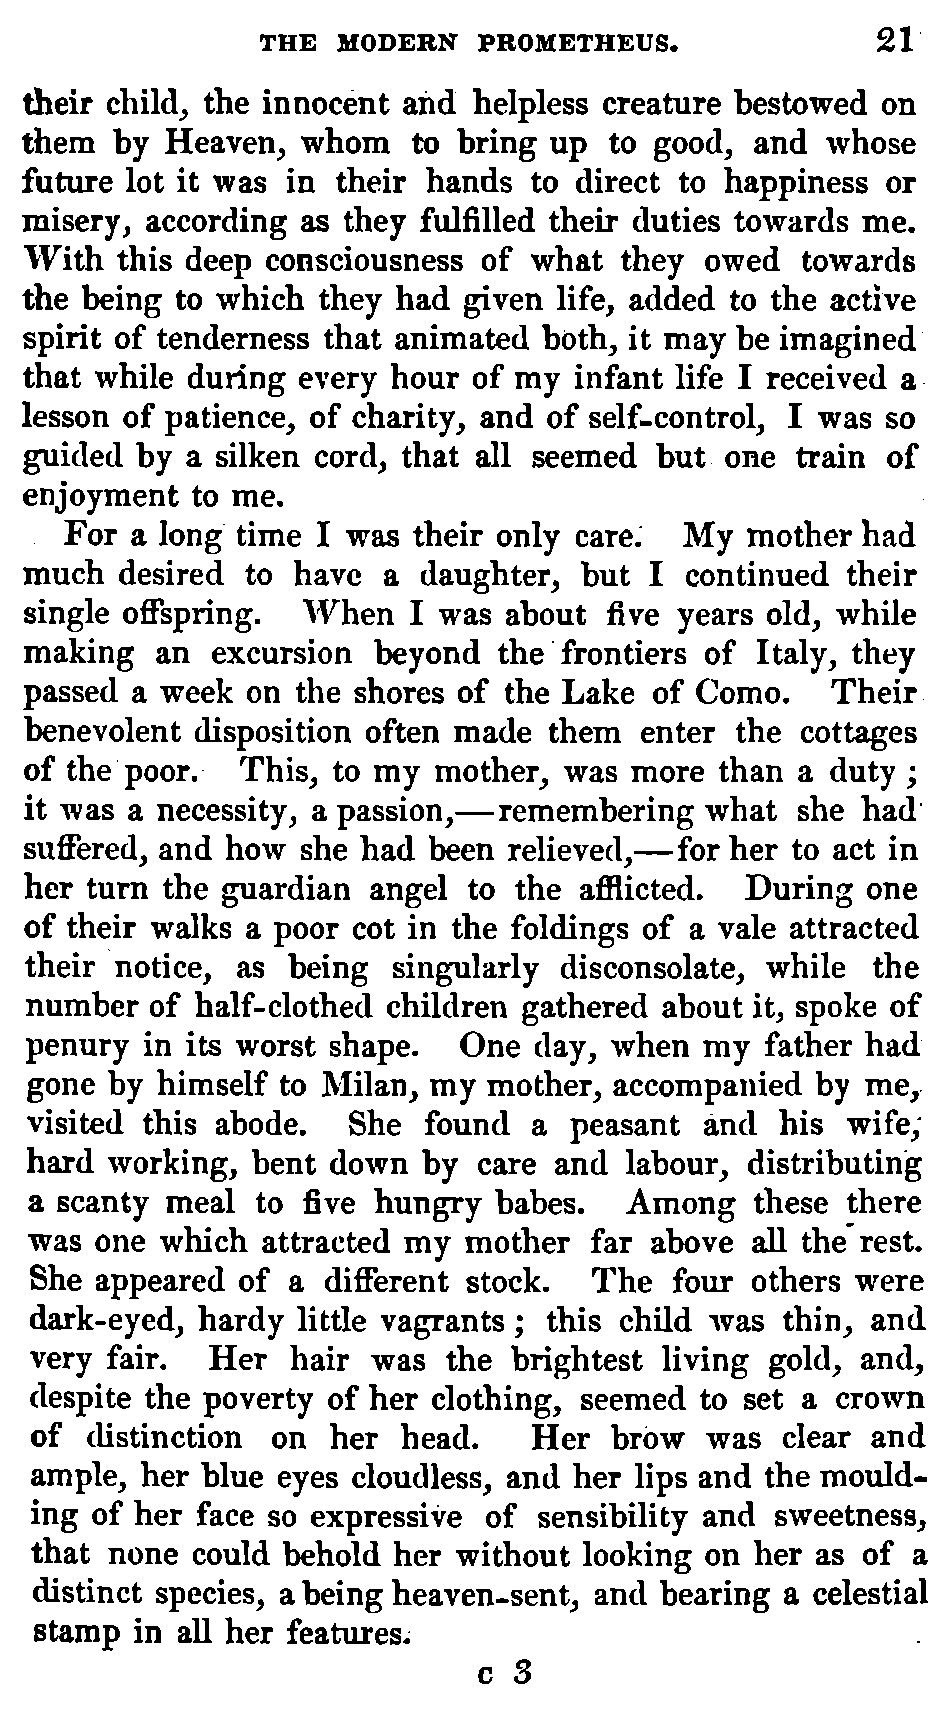 THE MODERN PROMETHEUS. 21
their child, the innocent and helpless creature bestowed on
them by Heaven, whom to bring up to good, and whose
future lot it was in their hands to direct to happiness or
misery, according as they fulfilled their duties towards me.
With this deep consciousness of what they owed towards
the being to which they had given life, added to the active
spirit of tenderness that animated both, it may be imagined
that while during every hour of my infant life I received a
lesson of patience, of charity, and of self-control, I was so
guided by a silken cord, that all seemed but one train of
enjoyment to me.
For a long time I was their only care. My mother had
much desired to have a daughter, but I continued their
single offspring. When I was about five years old, while
making an excursion beyond the frontiers of Italy, they
passed a week on the shores of the Lake of Como. Their
benevolent disposition often made them enter the cottages
of the poor. This, to my mother, was more than a duty ;
it was a necessity, a passion,—remembering what she had
suffered, and how she had been relieved,—for her to act in
her turn the guardian angel to the afflicted. During one
of their walks a poor cot in the foldings of a vale attracted
their notice, as being singularly disconsolate, while the
number of half-clothed children gathered about it, spoke of
penury in its worst shape. One day, when my father had
gone by himself to Milan, my mother, accompanied by me,
visited this abode. She found a peasant and his wife,
hard working, bent down by care and labour, distributing
a scanty meal to five hungry babes. Among these there
was one which attracted my mother far above all the rest.
She appeared of a different stock. The four others were
dark-eyed, hardy little vagrants ; this child was thin, and
very fair. Her hair was the brightest living gold, and,
despite the poverty of her clothing, seemed to set a crown
of distinction on her head. Her brow was clear and
ample, her blue eyes cloudless, and her lips and the mould-
ing of her face so expressive of sensibility and sweetness,
that none could behold her without looking on her as of a
distinct species, a being heaven-sent, and bearing a celestial
stamp in all her features.
C 3